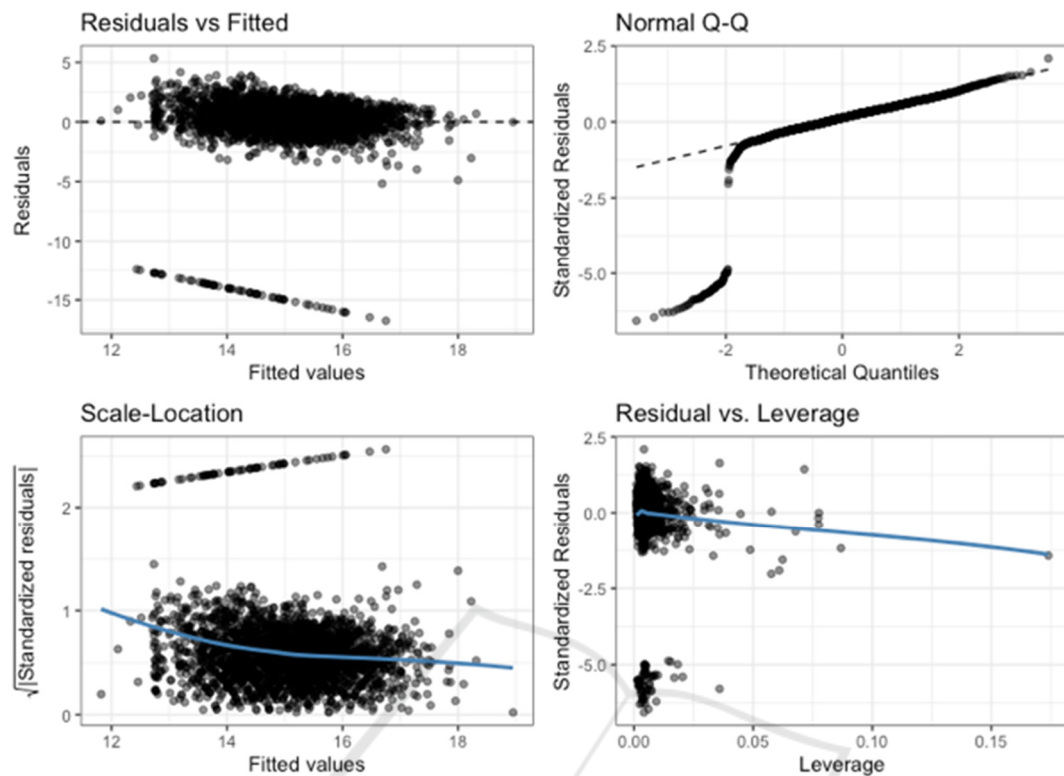 Residuals vs Fitted
5
0
-5
-10
-15
Residuals
12
14
16
18
Fitted values
Normal Q-Q
2.5
0.0
-2.5
-5.0
Standardized Residuals
-2
0
2
Theoretical Quantiles
Scale-Location
2
1
0
√|Standardized residuals|
12
14
16
18
Fitted values
Residual vs. Leverage
2.5
0.0
-2.5
-5.0
Standardized Residuals
0.00
0.05
0.10
0.15
Leverage